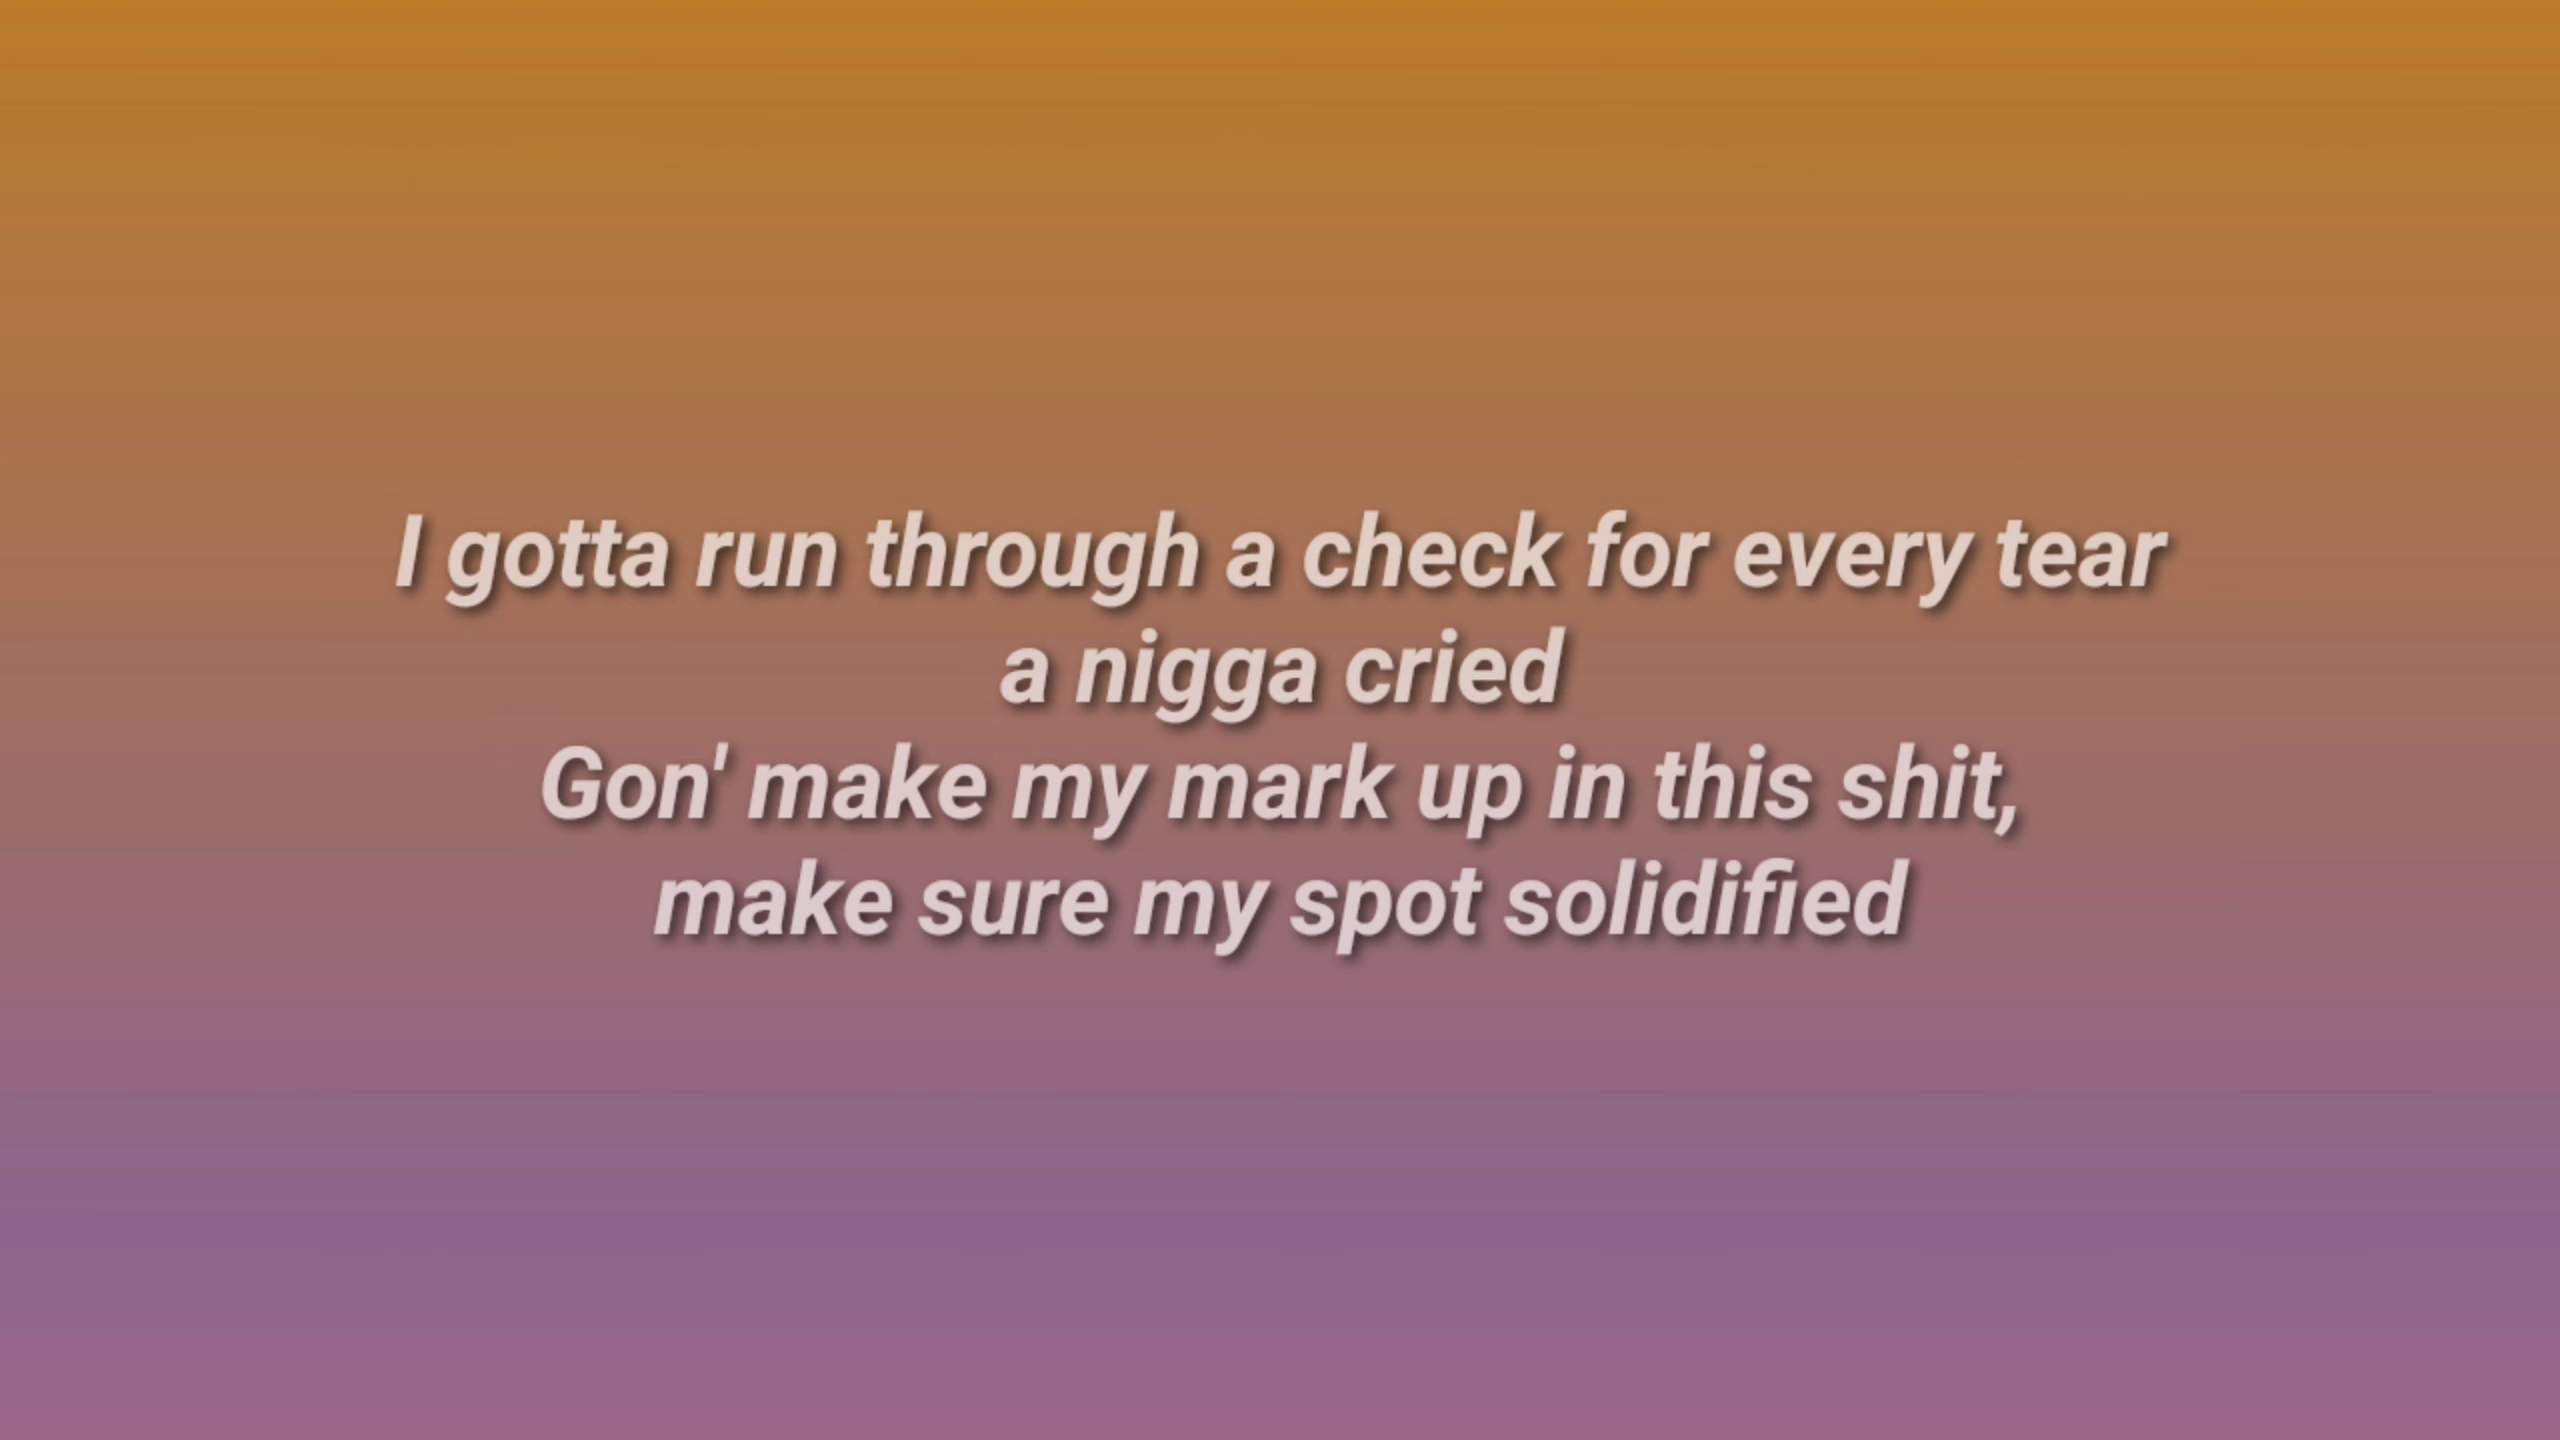 I gotta run through a check for every tear
a nigga cried
Gon' make my mark up in this shit,
make sure my spot solidified